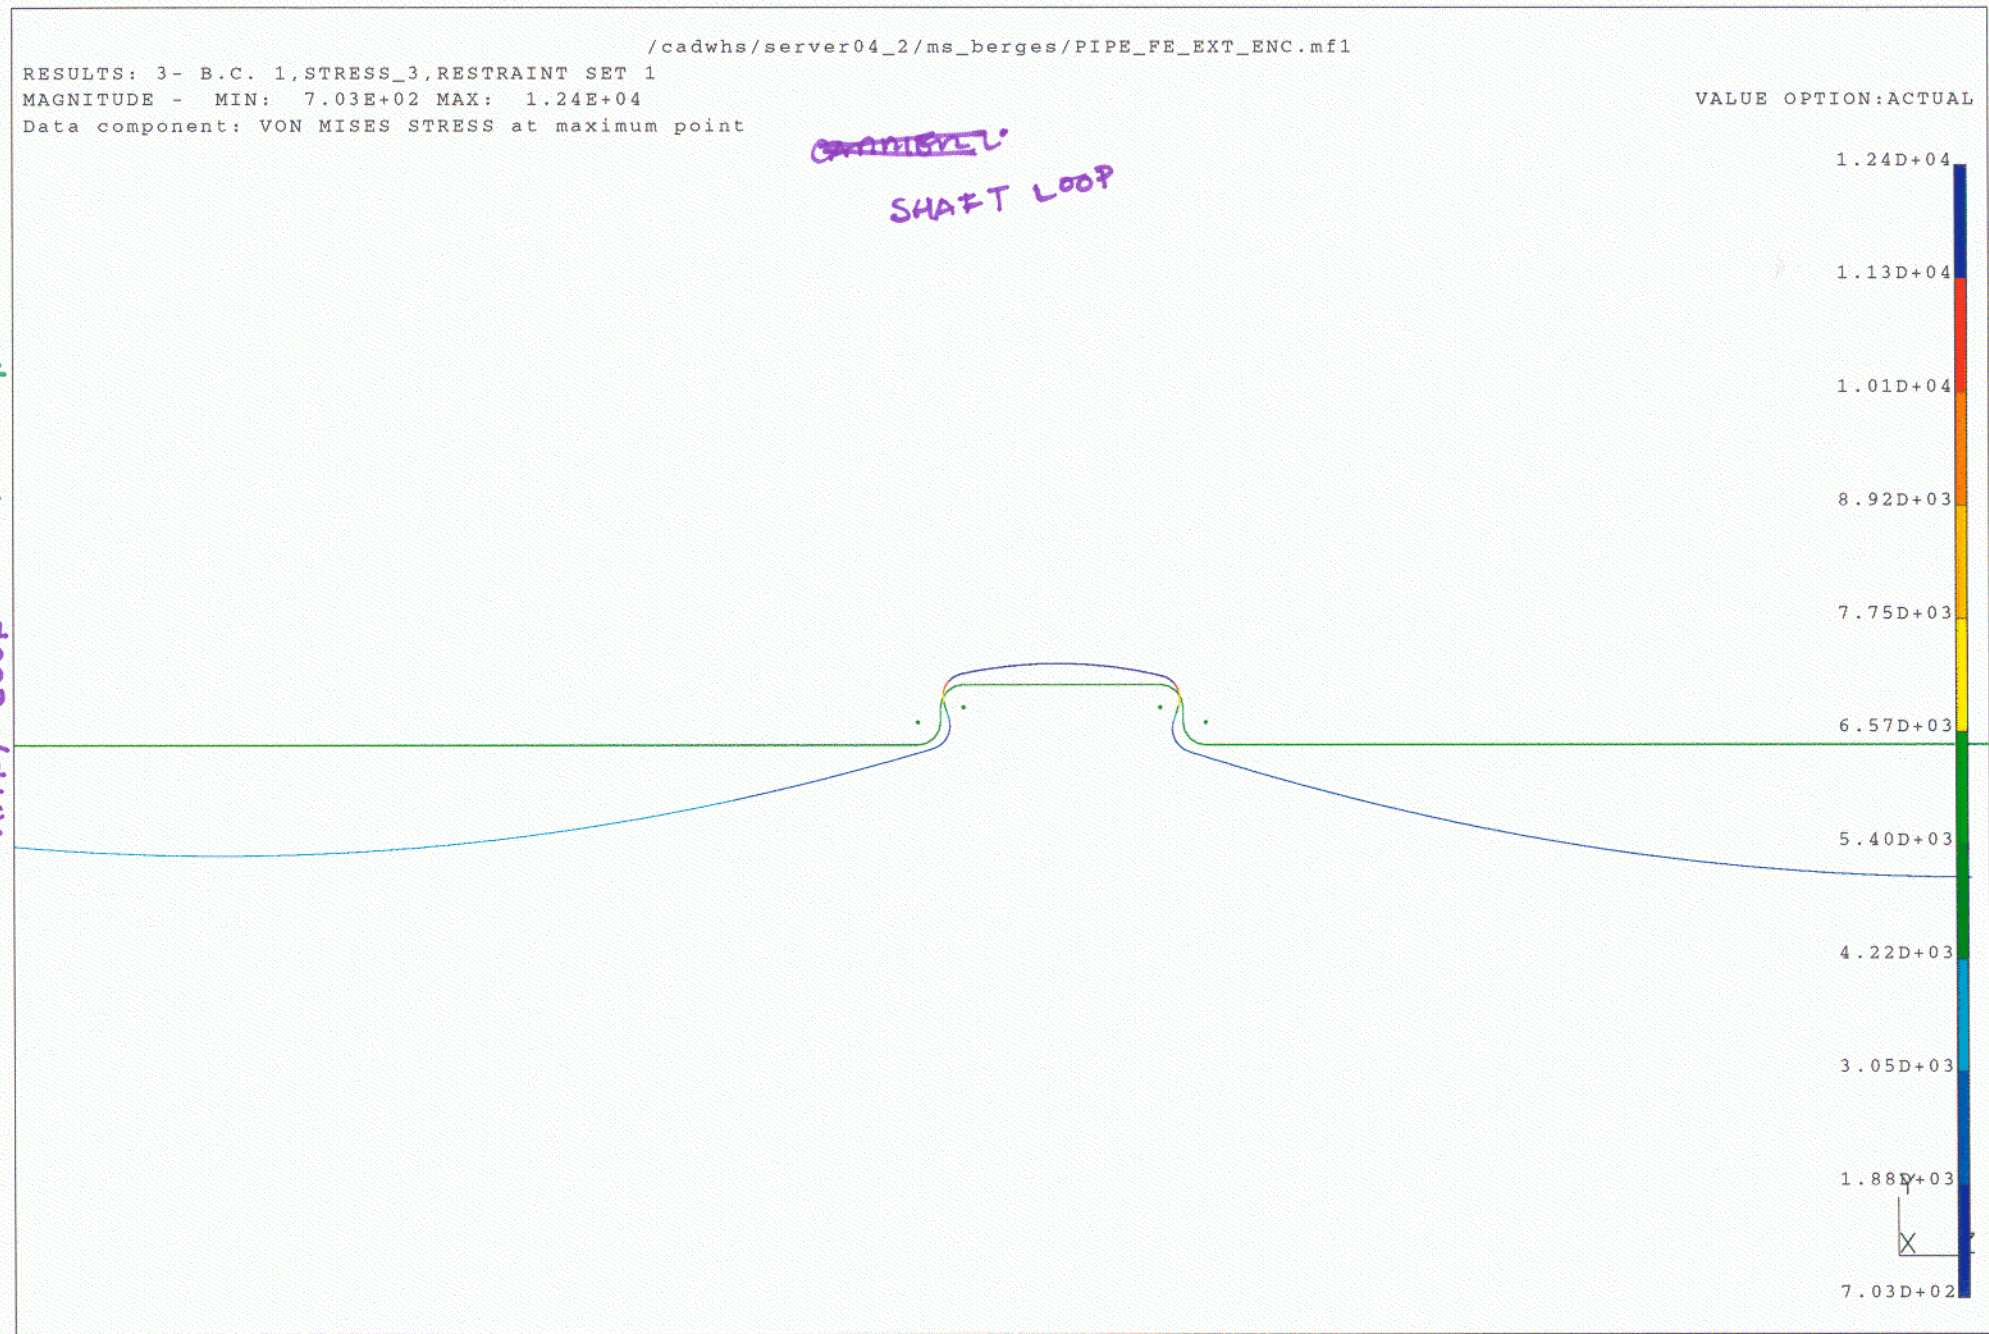 /cadwhs/server04_2/ms_berges/PIPE_FE_EXT_ENC.mf1
RESULTS: 3- B.C. 1,STRESS_3,RESTRAINT SET 1
MAGNITUDE - MIN: 7.03E+02 MAX: 1.24E+04
VALUE OPTION:ACTUAL
Data component: VON MISES STRESS at maximum point
SHAFT LOOP
1.24D+04
1.13D+04
1.01D+04
8.92D+03
7.75D+03
6.57D+03
5.40D+03
4.22D+03
3.05D+03
1.88D+03
Y
X
7.03D+02